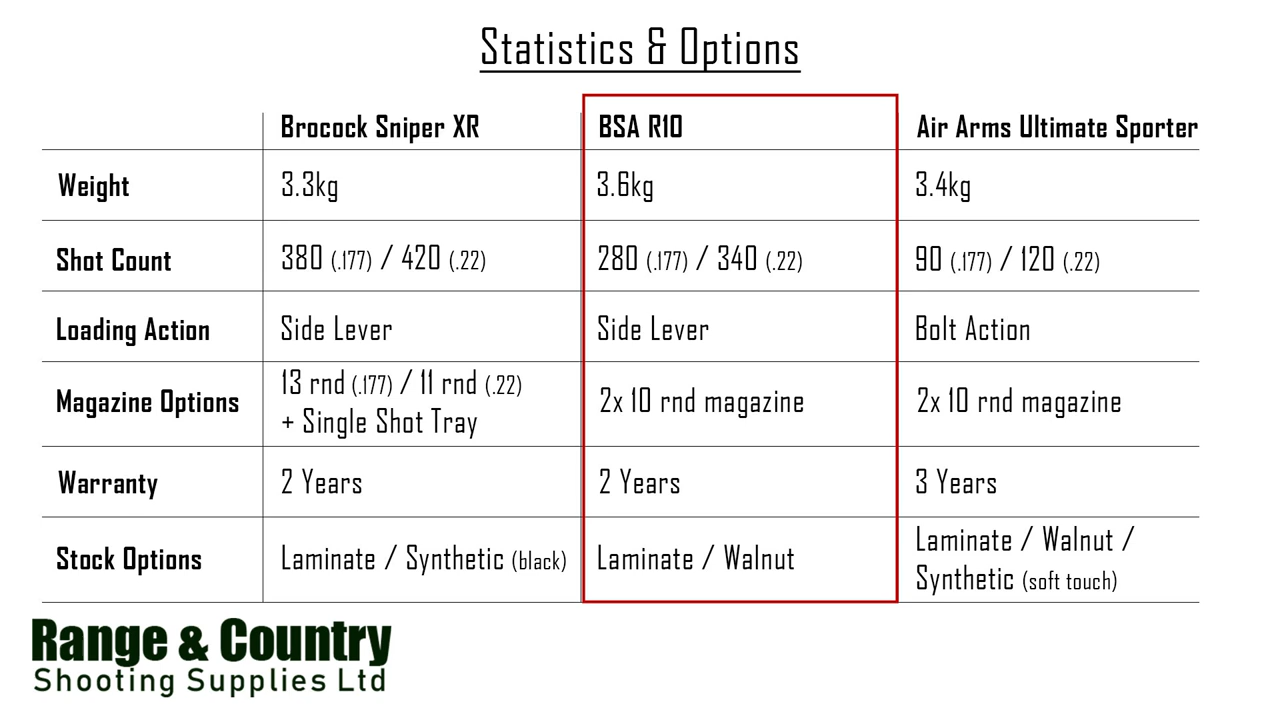 Statistics & Options
Brocock Sniper XR BSA R10 Air Arms Ultimate Sporter
Weight 3.3kg 3.6kg 3.4kg
Shot Count 380 (.177) / 420 (.22) 280 (.177) / 340 (.22) 90 (.177) / 120 (.22)
Loading Action Side Lever Side Lever Bolt Action
Magazine Options 13 rnd (.177) / 11 rnd (.22)
+ Single Shot Tray 2x 10 rnd magazine 2x 10 rnd magazine
Warranty 2 Years 2 Years 3 Years
Stock Options Laminate / Synthetic (black) Laminate / Walnut Laminate / Walnut /
Synthetic (soft touch)
Range & Country
Shooting Supplies Ltd